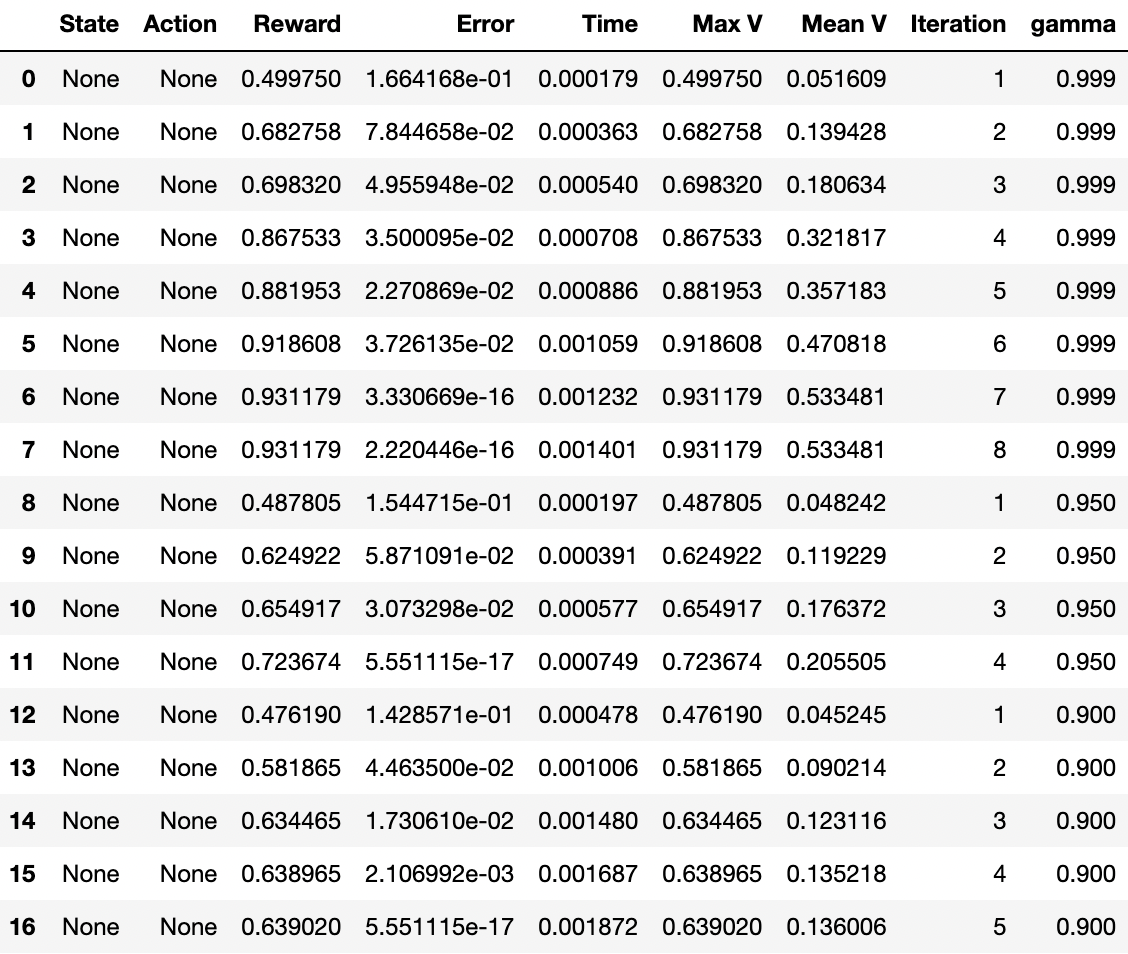 State Action Reward Error Time Max V Mean V Iteration gamma
0 None None 0.499750 1.664168e-01 0.000179 0.499750 0.051609 1 0.999
1 None None 0.682758 7.844658e-02 0.000363 0.682758 0.139428 2 0.999
2 None None 0.698320 4.955948e-02 0.000540 0.698320 0.180634 3 0.999
3 None None 0.867533 3.500095e-02 0.000708 0.867533 0.321817 4 0.999
4 None None 0.881953 2.270869e-02 0.000886 0.881953 0.357183 5 0.999
5 None None 0.918608 3.726135e-02 0.001059 0.918608 0.470818 6 0.999
6 None None 0.931179 3.330669e-16 0.001232 0.931179 0.533481 7 0.999
7 None None 0.931179 2.220446e-16 0.001401 0.931179 0.533481 8 0.999
8 None None 0.487805 1.544715e-01 0.000197 0.487805 0.048242 1 0.950
9 None None 0.624922 5.871091e-02 0.000391 0.624922 0.119229 2 0.950
10 None None 0.654917 3.073298e-02 0.000577 0.654917 0.176372 3 0.950
11 None None 0.723674 5.551115e-17 0.000749 0.723674 0.205505 4 0.950
12 None None 0.476190 1.428571e-01 0.000478 0.476190 0.045245 1 0.900
13 None None 0.581865 4.463500e-02 0.001006 0.581865 0.090214 2 0.900
14 None None 0.634465 1.730610e-02 0.001480 0.634465 0.123116 3 0.900
15 None None 0.638965 2.106992e-03 0.001687 0.638965 0.135218 4 0.900
16 None None 0.639020 5.551115e-17 0.001872 0.639020 0.136006 5 0.900